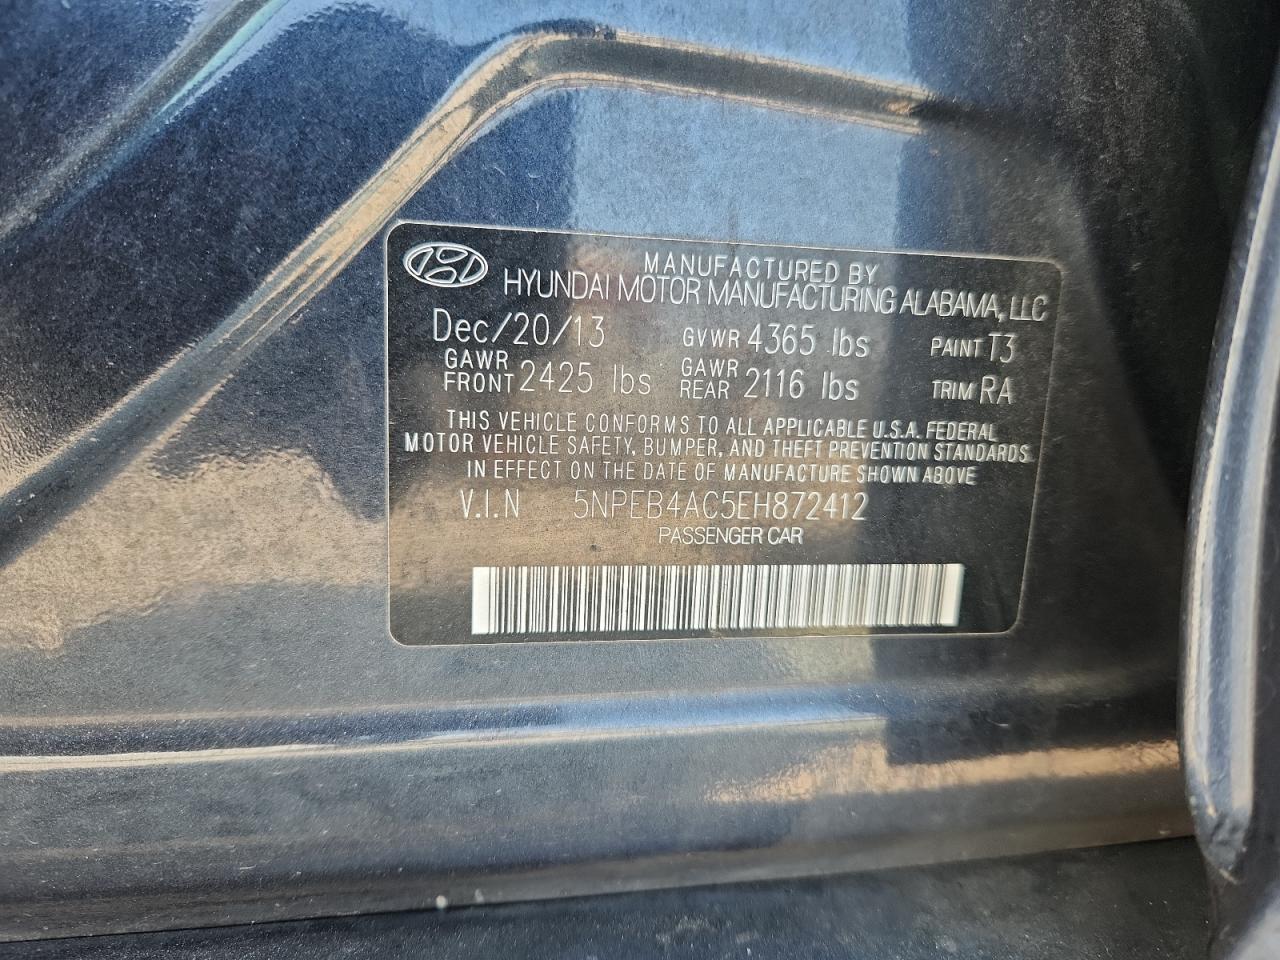 MANUFACTURED BY
HYUNDAI MOTOR MANUFACTURING ALABAMA, LLC
Dec/20/13 GVWR 4365 lbs PAINT T3
GAWR FRONT 2425 lbs GAWR REAR 2116 lbs TRIM RA
THIS VEHICLE CONFORMS TO ALL APPLICABLE U.S.A. FEDERAL
MOTOR VEHICLE SAFETY, BUMPER, AND THEFT PREVENTION STANDARDS
IN EFFECT ON THE DATE OF MANUFACTURE SHOWN ABOVE
V.I.N 5NPEB4AC5EH872412
PASSENGER CAR